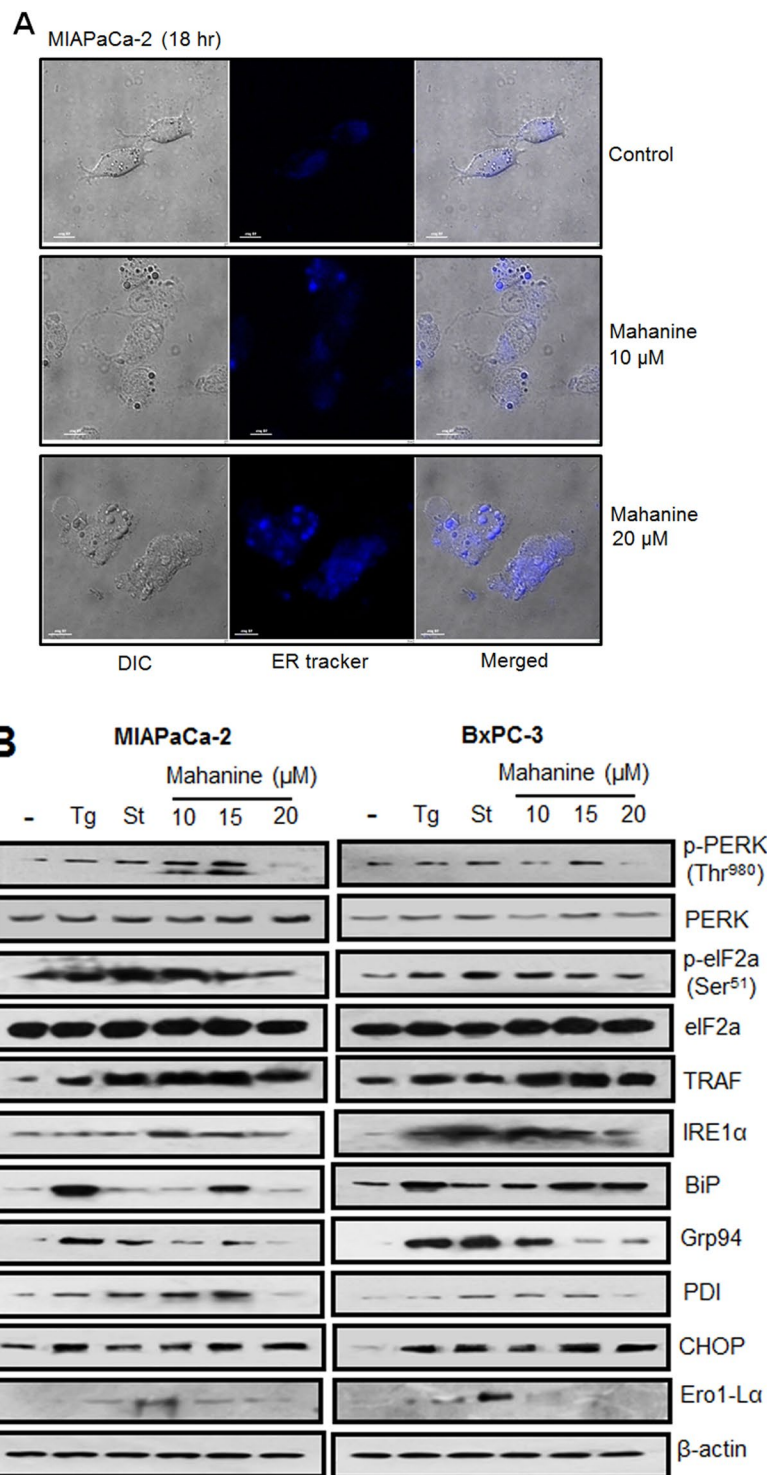 A
MIAPaCa-2 (18 hr)
Control
Mahanine
10 µM
Mahanine
20 µM
DIC
ER tracker
Merged
B
MIAPaCa-2
BxPC-3
Mahanine (µM)
Mahanine (µM)
- Tg St 10 15 20
- Tg St 10 15 20
p-PERK
(Thr⁹⁸⁰)
PERK
p-eIF2a
(Ser⁵¹)
eIF2a
TRAF
IRE1α
BiP
Grp94
PDI
CHOP
Ero1-Lα
β-actin